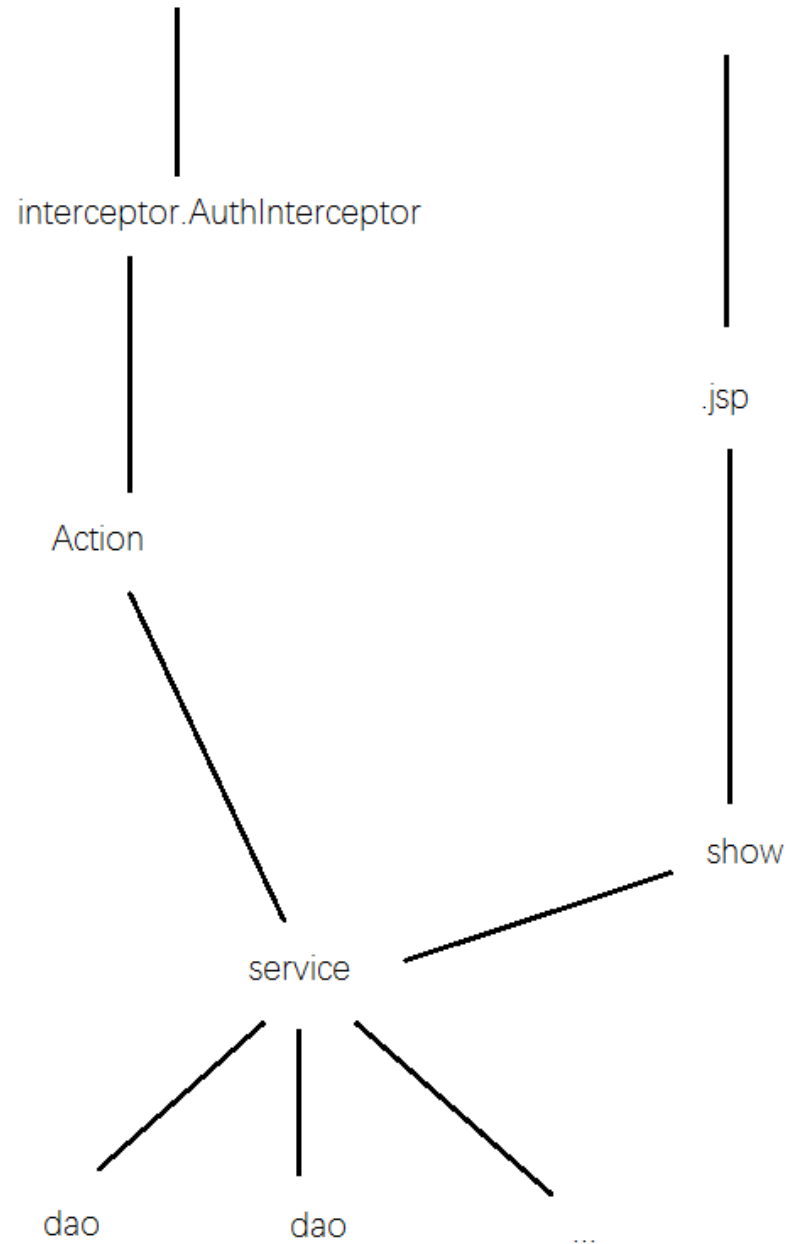 interceptor.AuthInterceptor
.jsp
Action
show
service
dao
dao
...